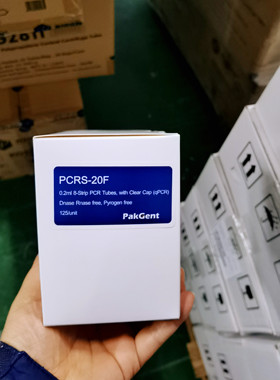 PCRS-20F
0.2ml 8-Strip PCR Tubes, with Clear Cap (qPCR)
Dnase Rnase free, Pyrogen free
125/unit
PakGent